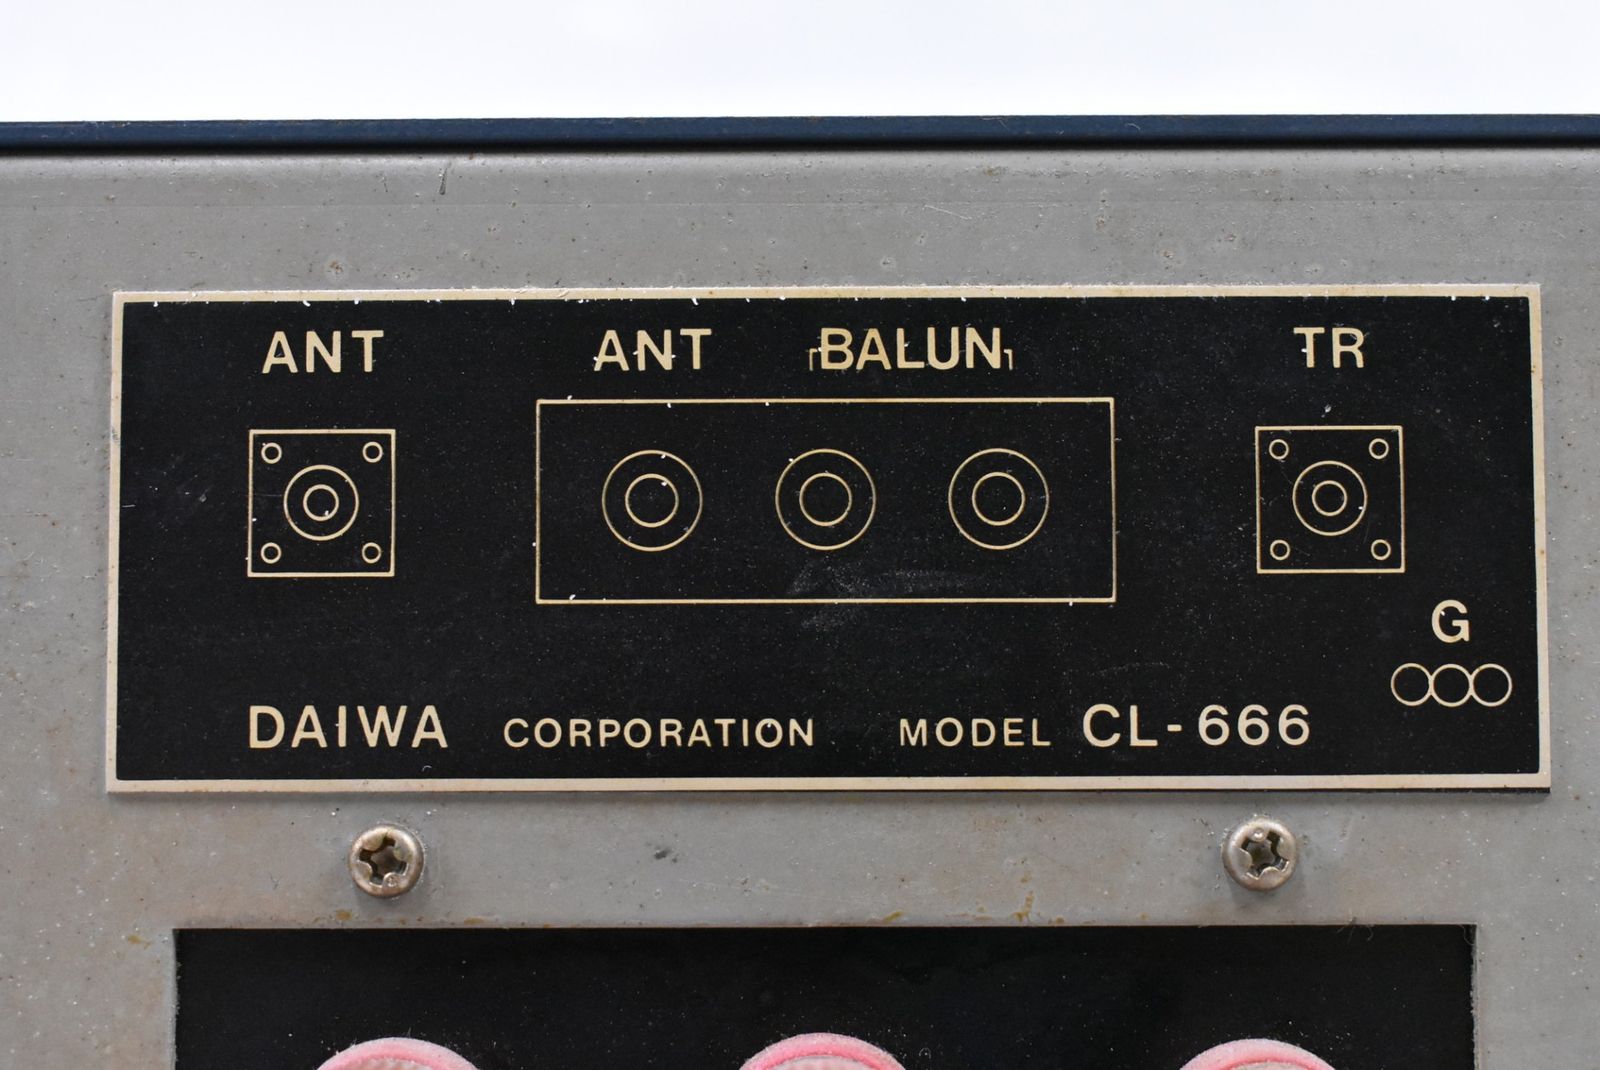 ANT ANT BALUN TR
G
DAIWA CORPORATION MODEL CL-666